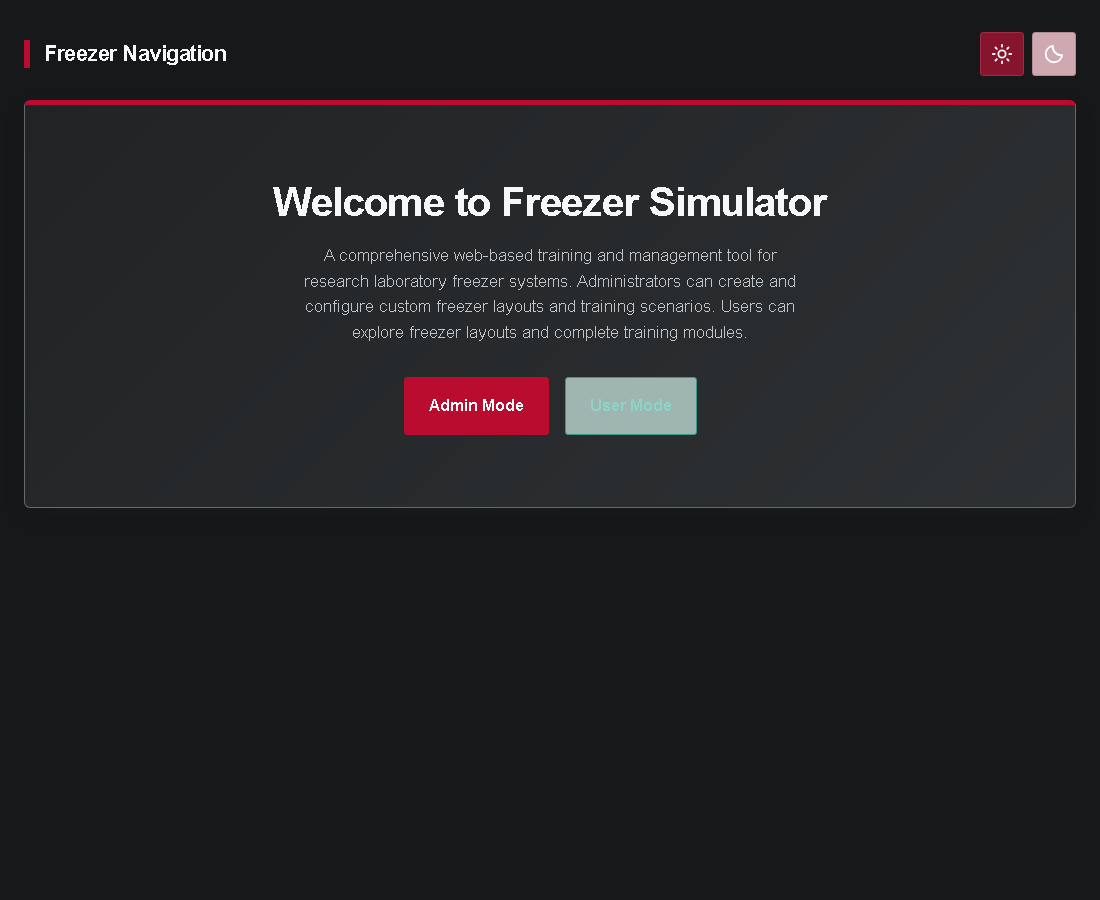 Freezer Navigation
Welcome to Freezer Simulator
A comprehensive web-based training and management tool for
research laboratory freezer systems. Administrators can create and
configure custom freezer layouts and training scenarios. Users can
explore freezer layouts and complete training modules.
Admin Mode
User Mode